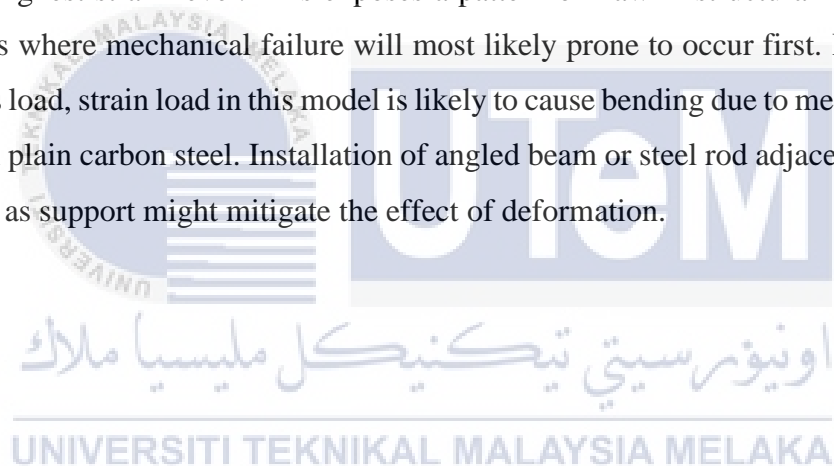 s where mechanical failure will most likely prone to occur first.
load, strain load in this model is likely to cause bending due to me
plain carbon steel. Installation of angled beam or steel rod adjace
as support might mitigate the effect of deformation.
UTeM
اونيۏرسيتي تيكنيكل مليسيا ملاك
UNIVERSITI TEKNIKAL MALAYSIA MELAKA